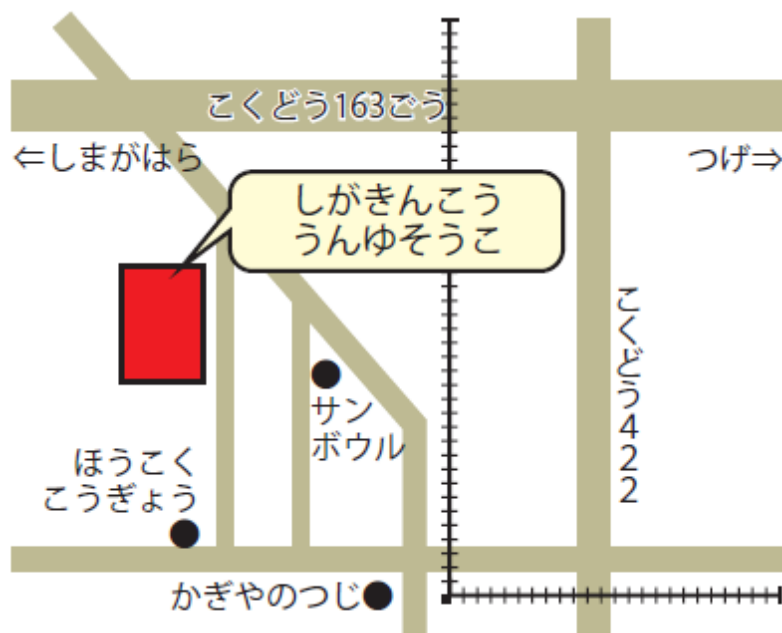 こくどう163ごう
⇐しまがはら
つげ⇒
しがきんこう
うんゆそうこ
こくどう422
サン
ボウル
ほうこく
こうぎょう
かぎやのつじ